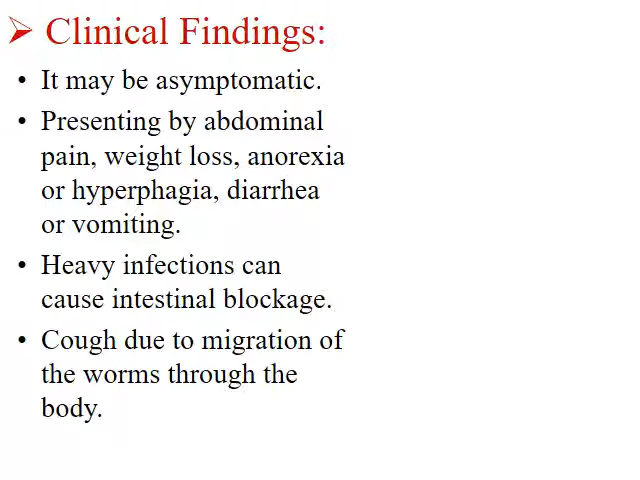 ➢ Clinical Findings:
• It may be asymptomatic.
• Presenting by abdominal
pain, weight loss, anorexia
or hyperphagia, diarrhea
or vomiting.
• Heavy infections can
cause intestinal blockage.
• Cough due to migration of
the worms through the
body.